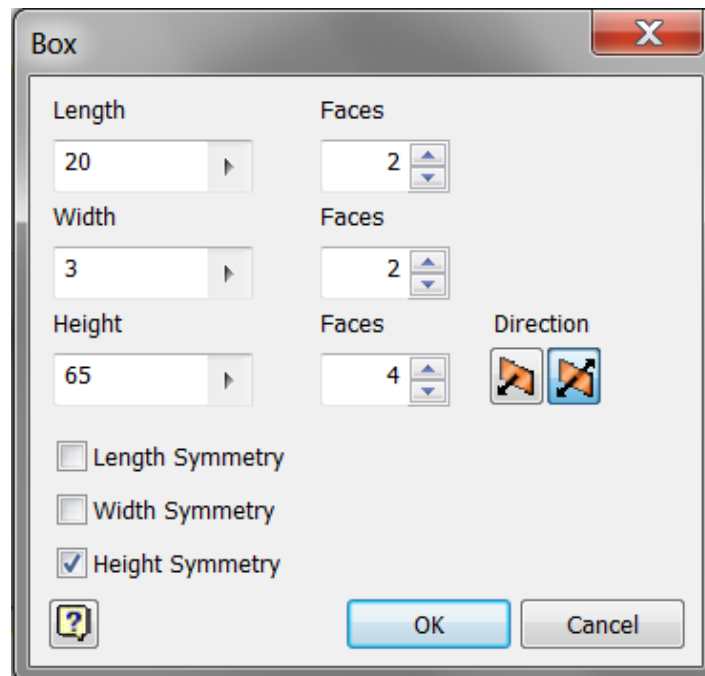 Box
Length Faces
20 2
Width Faces
3 2
Height Faces Direction
65 4
Length Symmetry
Width Symmetry
Height Symmetry
? OK Cancel